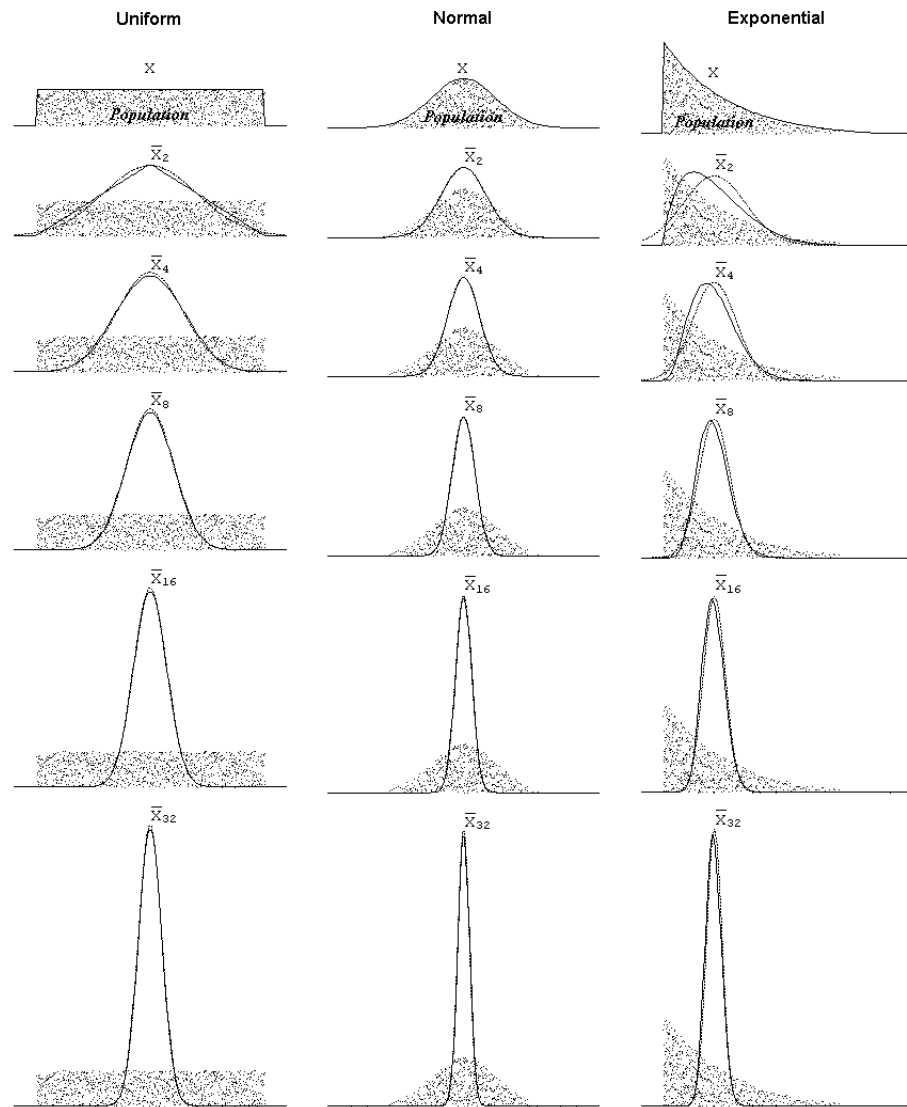 Uniform Normal Exponential
X X X
Population Population Population
X̅₂ X̅₂ X̅₂
X̅₄ X̅₄ X̅₄
X̅₈ X̅₈ X̅₈
X̅₁₆ X̅₁₆ X̅₁₆
X̅₃₂ X̅₃₂ X̅₃₂